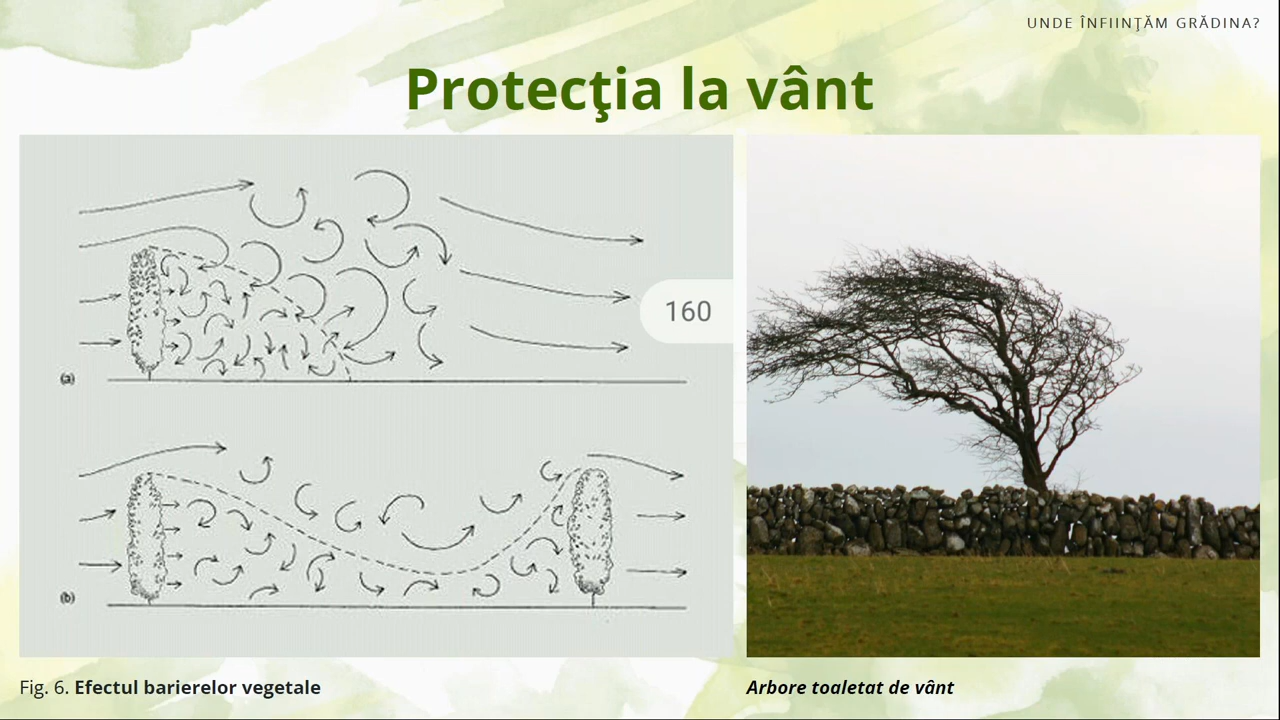 UNDE ÎNFIINŢĂM GRĂDINA?
Protecţia la vânt
160
(a)
(b)
Fig. 6. Efectul barierelor vegetale
Arbore toaletat de vânt